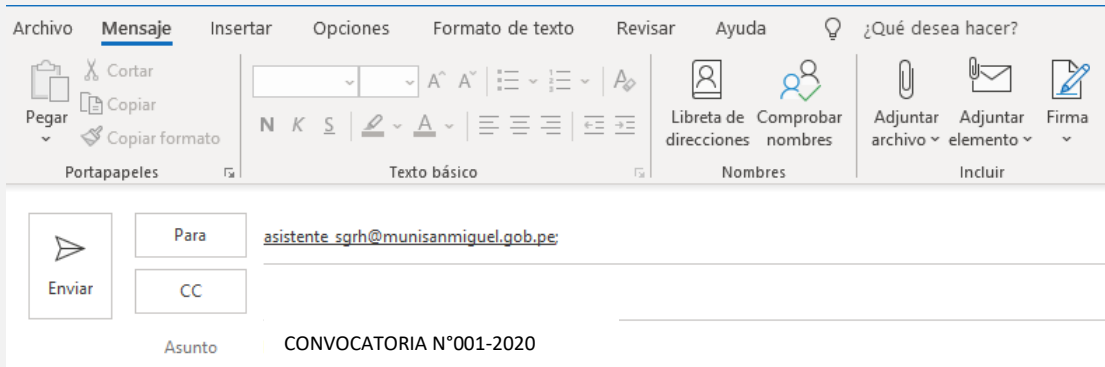 Archivo Mensaje Insertar Opciones Formato de texto Revisar Ayuda ¿Qué desea hacer?
Pegar
Cortar
Copiar
Copiar formato
Portapapeles
N K S A
Texto básico
Libreta de direcciones
Comprobar nombres
Nombres
Adjuntar archivo
Adjuntar elemento
Firma
Incluir
Enviar
Para asistente_sgrh@munisanmiguel.gob.pe;
CC
Asunto CONVOCATORIA N°001-2020